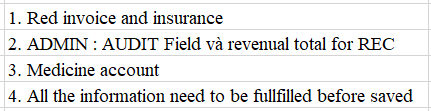 1. Red invoice and insurance
2. ADMIN : AUDIT Field và revenual total for REC
3. Medicine account
4. All the information need to be fullfilled before saved